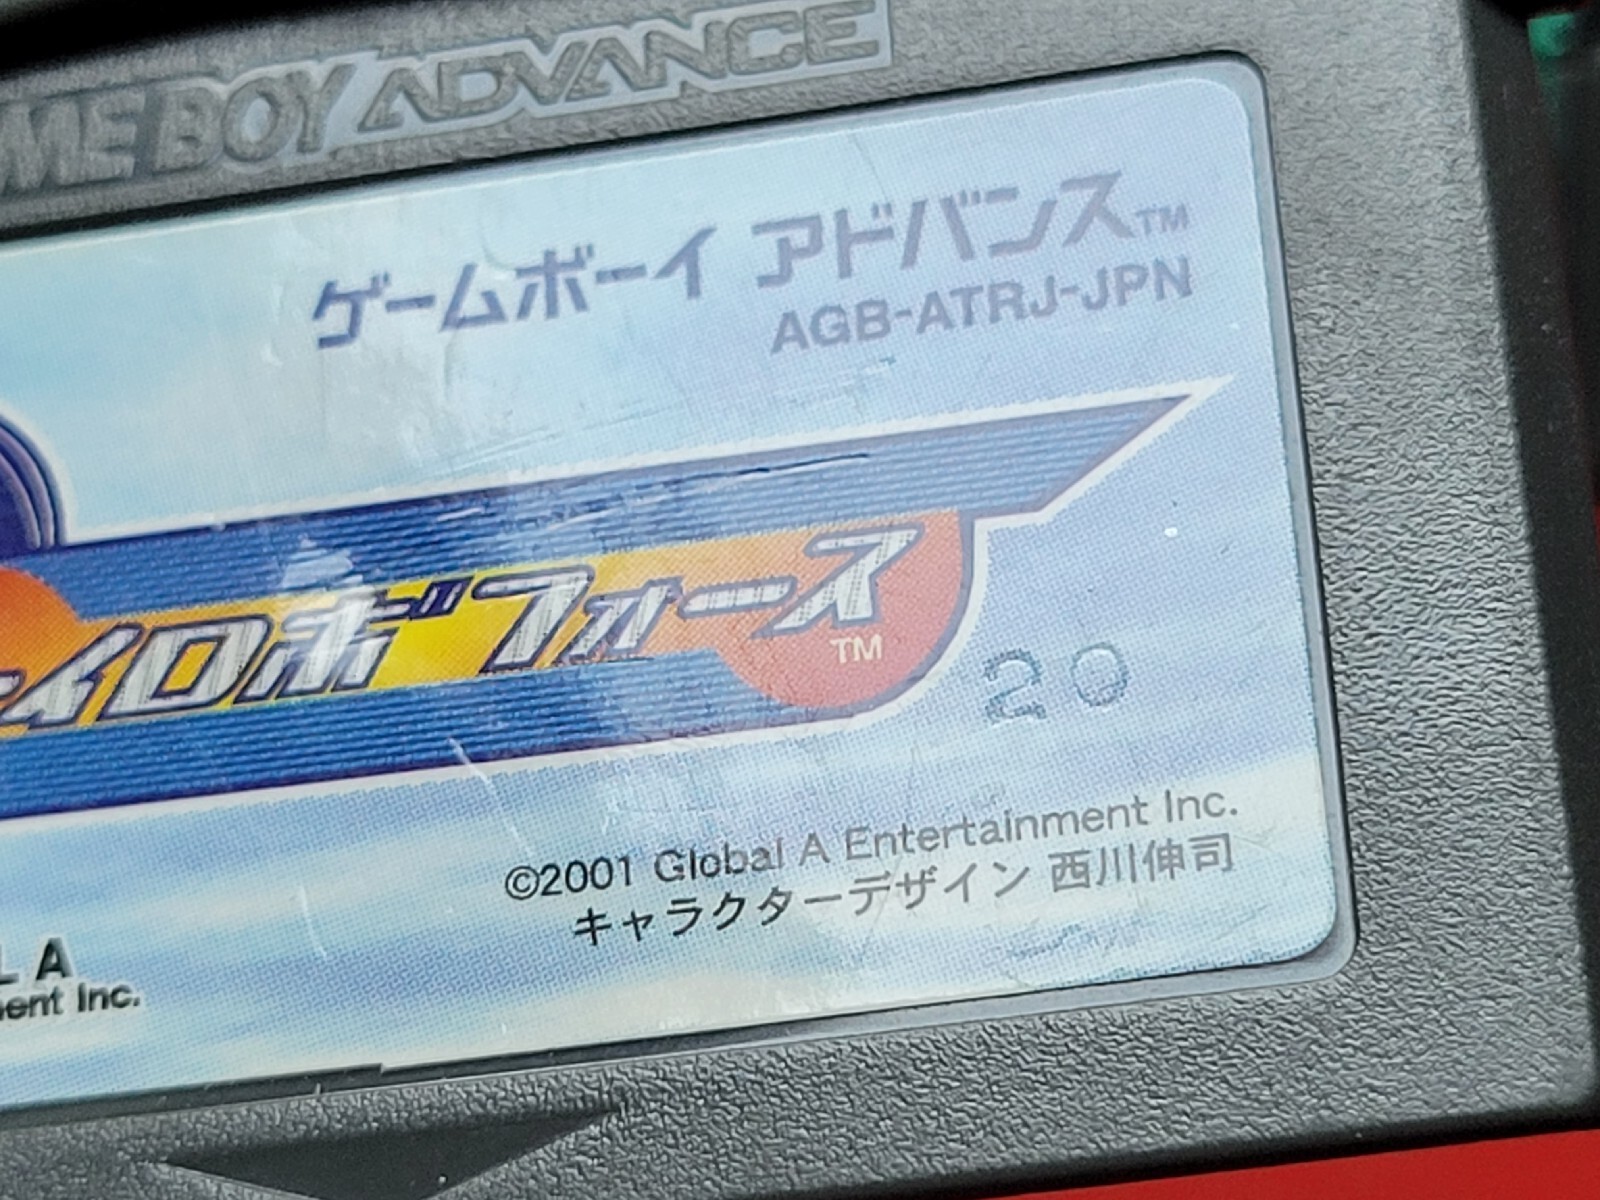 ME BOY ADVANCE
ゲームボーイ アドバンス™
AGB-ATRJ-JPN
イロボ フォース™
20
©2001 Global A Entertainment Inc.
キャラクターデザイン 西川伸司
L A
ent Inc.